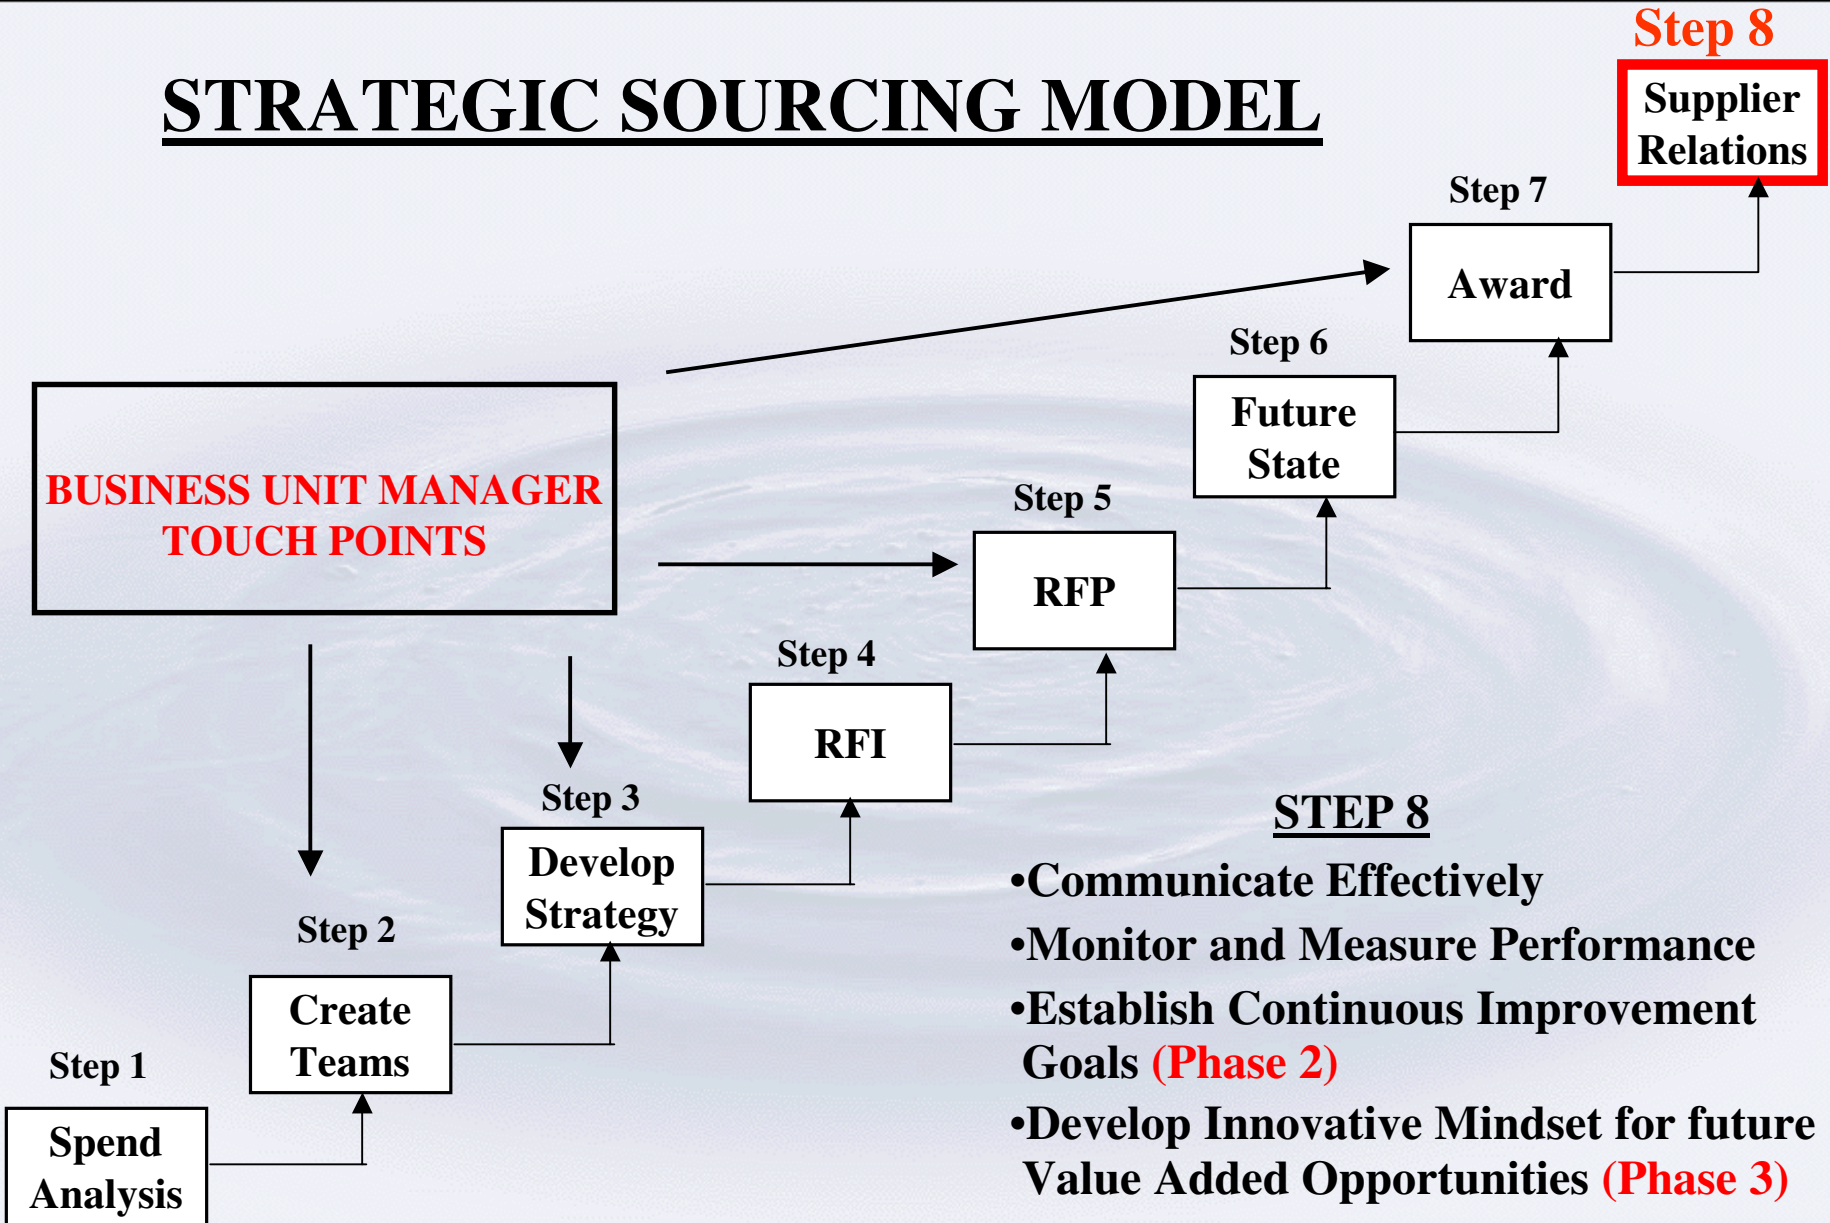 STRATEGIC SOURCING MODEL
Step 8
Supplier
Relations
Step 7
Award
Step 6
Future
State
BUSINESS UNIT MANAGER
TOUCH POINTS
Step 5
RFP
Step 4
RFI
Step 3
Develop
Strategy
Step 2
Create
Teams
Step 1
Spend
Analysis
STEP 8
•Communicate Effectively
•Monitor and Measure Performance
•Establish Continuous Improvement
Goals (Phase 2)
•Develop Innovative Mindset for future
Value Added Opportunities (Phase 3)